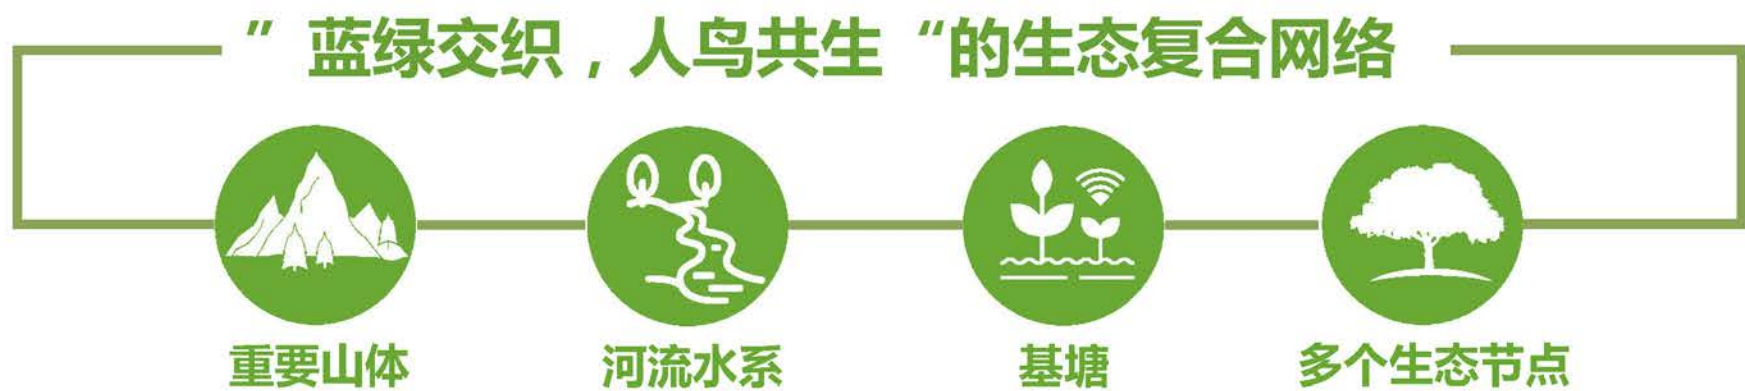 ”蓝绿交织，人鸟共生“的生态复合网络
重要山体
河流水系
基塘
多个生态节点